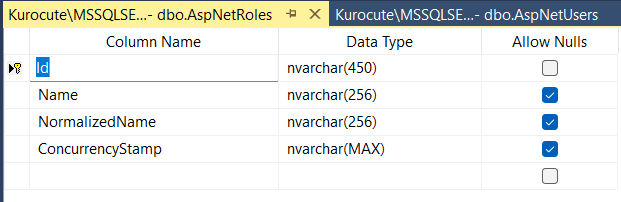 Kurocute\MSSQLSE...- dbo.AspNetRoles Kurocute\MSSQLSE...- dbo.AspNetUsers
Column Name Data Type Allow Nulls
Id nvarchar(450)
Name nvarchar(256)
NormalizedName nvarchar(256)
ConcurrencyStamp nvarchar(MAX)